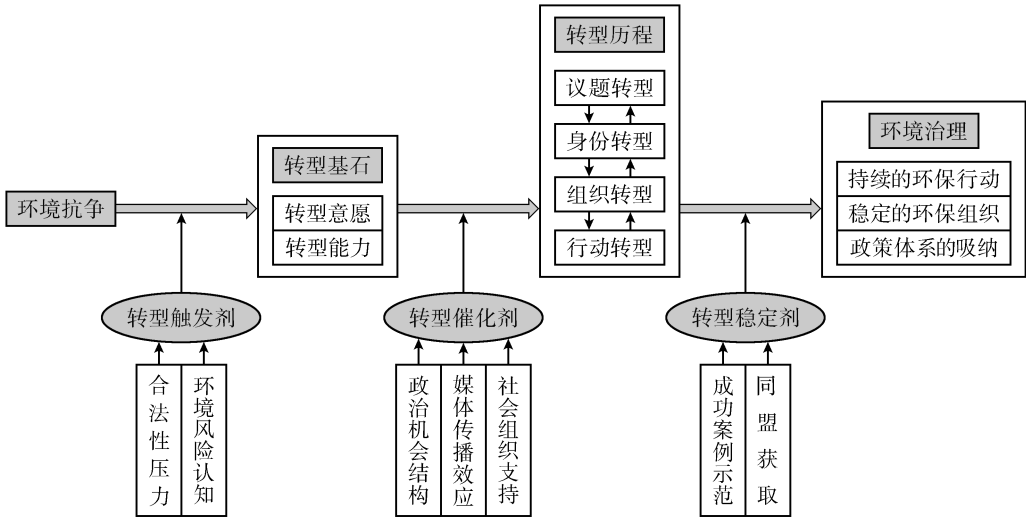 环境抗争
转型基石
转型意愿
转型能力
转型历程
议题转型
身份转型
组织转型
行动转型
环境治理
持续的环保行动
稳定的环保组织
政策体系的吸纳
转型触发剂
合法性压力
环境风险认知
转型催化剂
政治机会结构
媒体传播效应
社会组织支持
转型稳定剂
成功案例示范
同盟获取